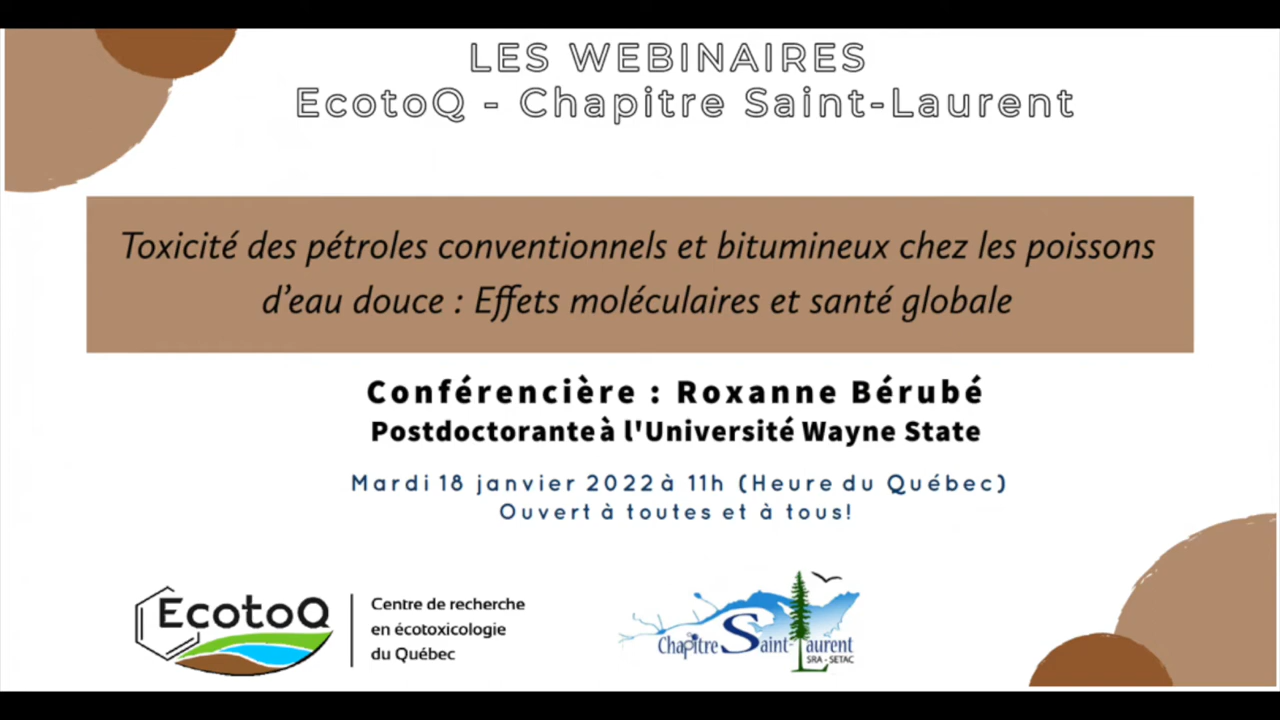 LES WEBINAIRES
EcotoQ - Chapitre Saint-Laurent
Toxicité des pétroles conventionnels et bitumineux chez les poissons
d’eau douce : Effets moléculaires et santé globale
Conférencière : Roxanne Bérubé
Postdoctorante à l'Université Wayne State
Mardi 18 janvier 2022 à 11h (Heure du Québec)
Ouvert à toutes et à tous!
EcotoQ
Centre de recherche
en écotoxicologie
du Québec
Chapitre Saint-Laurent
SRA - SETAC